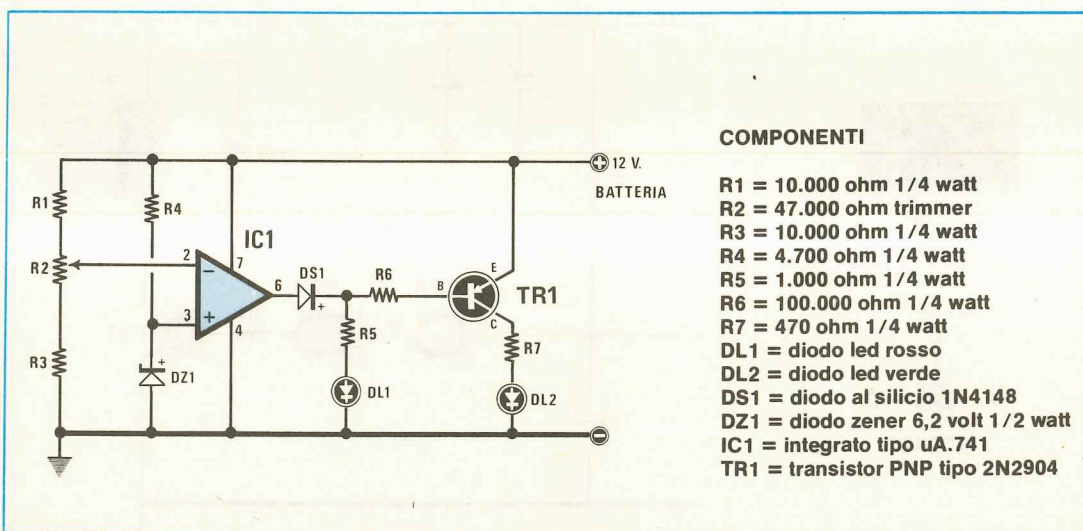 IC1
R1
R4
R2
2
7
3
4
6
DS1
R6
R5
R3
DZ1
DL1
B
E
C
TR1
R7
DL2
12 V.
BATTERIA
+
-
+
+
+
-
COMPONENTI
R1 = 10.000 ohm 1/4 watt
R2 = 47.000 ohm trimmer
R3 = 10.000 ohm 1/4 watt
R4 = 4.700 ohm 1/4 watt
R5 = 1.000 ohm 1/4 watt
R6 = 100.000 ohm 1/4 watt
R7 = 470 ohm 1/4 watt
DL1 = diodo led rosso
DL2 = diodo led verde
DS1 = diodo al silicio 1N4148
DZ1 = diodo zener 6,2 volt 1/2 watt
IC1 = integrato tipo uA.741
TR1 = transistor PNP tipo 2N2904